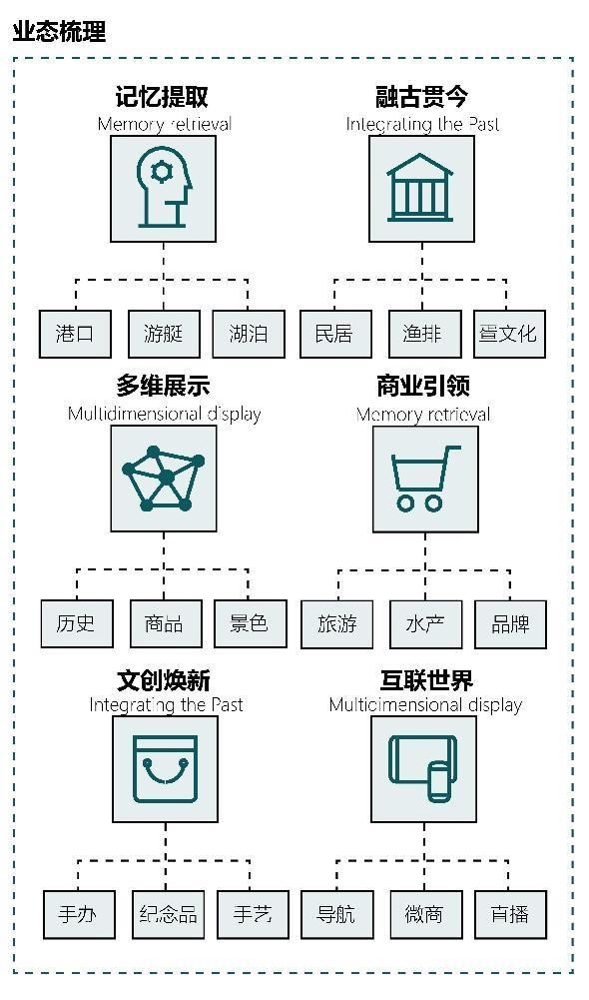 业态梳理
记忆提取
Memory retrieval
港口
游艇
湖泊
融古贯今
Integrating the Past
民居
渔排
疍文化
多维展示
Multidimensional display
历史
商品
景色
商业引领
Memory retrieval
旅游
水产
品牌
文创焕新
Integrating the Past
手办
纪念品
手艺
互联世界
Multidimensional display
导航
微商
直播